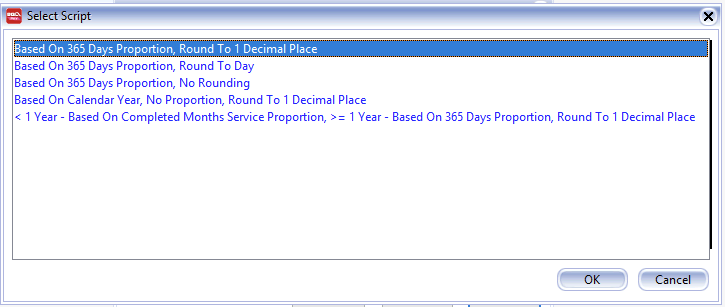 Select Script
Based On 365 Days Proportion, Round To 1 Decimal Place
Based On 365 Days Proportion, Round To Day
Based On 365 Days Proportion, No Rounding
Based On Calendar Year, No Proportion, Round To 1 Decimal Place
< 1 Year - Based On Completed Months Service Proportion, >= 1 Year - Based On 365 Days Proportion, Round To 1 Decimal Place
OK
Cancel